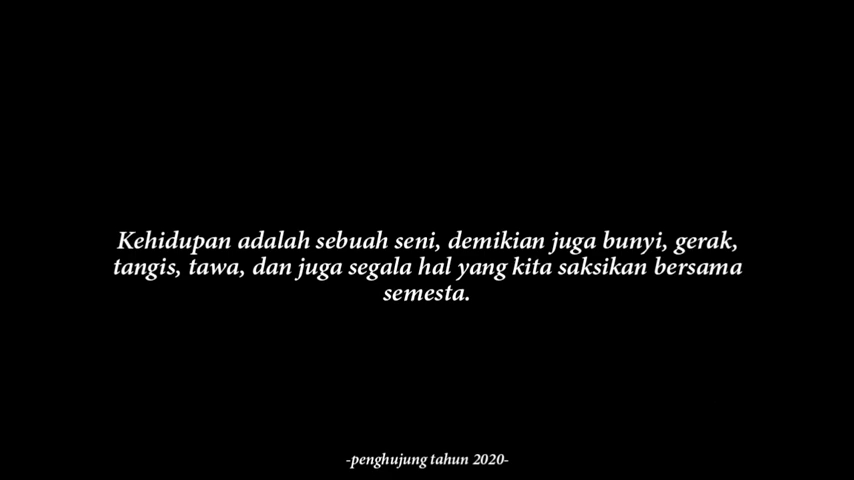 Kehidupan adalah sebuah seni, demikian juga bunyi, gerak,
tangis, tawa, dan juga segala hal yang kita saksikan bersama
semesta.
-penghujung tahun 2020-